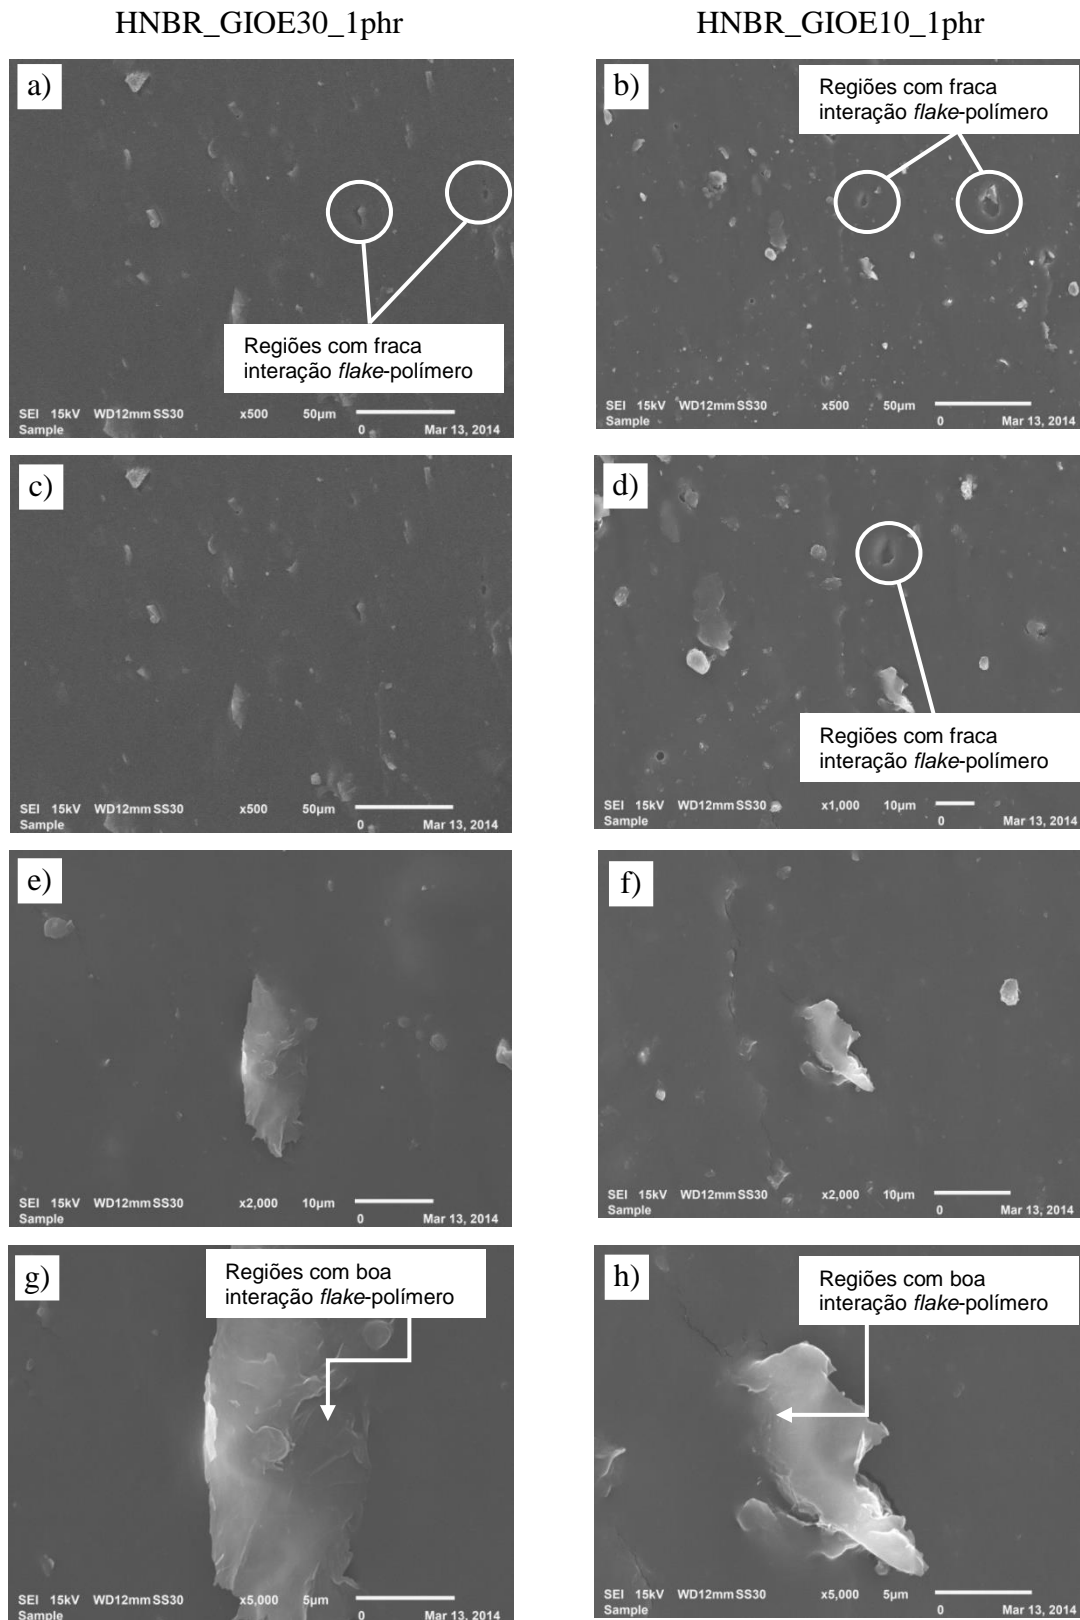 HNBR_GIOE30_1phr
HNBR_GIOE10_1phr
a)
Regiões com fraca
interação flake-polímero
SEI 15kV WD12mm SS30 x500 50µm
Sample 0 Mar 13, 2014
b)
Regiões com fraca
interação flake-polímero
SEI 15kV WD12mm SS30 x500 50µm
Sample 0 Mar 13, 2014
c)
SEI 15kV WD12mm SS30 x500 50µm
Sample 0 Mar 13, 2014
d)
Regiões com fraca
interação flake-polímero
SEI 15kV WD12mm SS30 x1,000 10µm
Sample 0 Mar 13, 2014
e)
SEI 15kV WD12mm SS30 x2,000 10µm
Sample 0 Mar 13, 2014
f)
SEI 15kV WD12mm SS30 x2,000 10µm
Sample 0 Mar 13, 2014
g)
Regiões com boa
interação flake-polímero
SEI 15kV WD12mm SS30 x5,000 5µm
Sample 0 Mar 13, 2014
h)
Regiões com boa
interação flake-polímero
SEI 15kV WD12mm SS30 x5,000 5µm
Sample 0 Mar 13, 2014